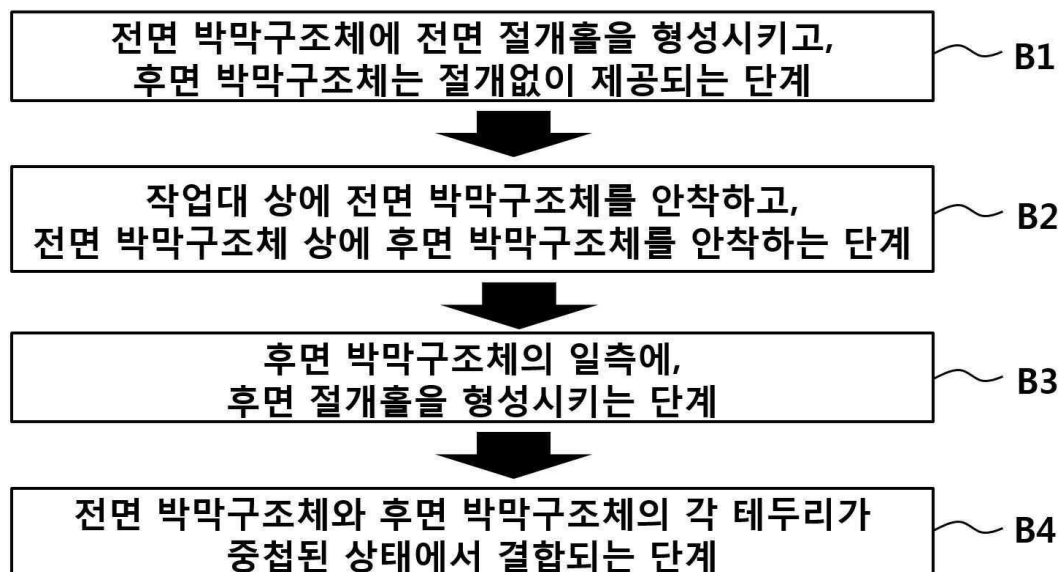 전면 박막구조체에 전면 절개홀을 형성시키고,
후면 박막구조체는 절개없이 제공되는 단계
B1
작업대 상에 전면 박막구조체를 안착하고,
전면 박막구조체 상에 후면 박막구조체를 안착하는 단계
B2
후면 박막구조체의 일측에,
후면 절개홀을 형성시키는 단계
B3
전면 박막구조체와 후면 박막구조체의 각 테두리가
중첩된 상태에서 결합되는 단계
B4